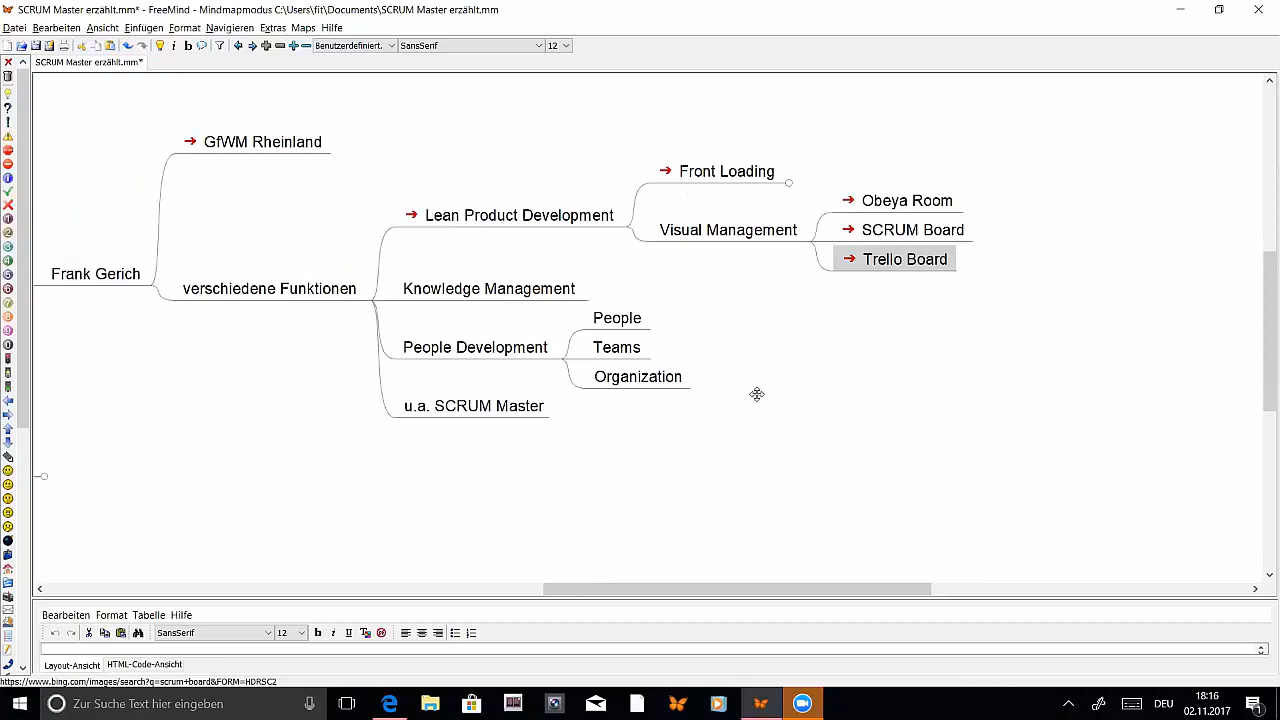 SCRUM Master erzählt.mm* - FreeMind - Mindmapmodus C:\Users\fit\Documents\SCRUM Master erzählt.mm
Datei Bearbeiten Ansicht Einfügen Format Navigieren Extras Maps Hilfe
Benutzerdefiniert. SansSerif 12
SCRUM Master erzählt.mm*
GfWM Rheinland
Front Loading
Obeya Room
Lean Product Development
Visual Management
SCRUM Board
Trello Board
Frank Gerich
verschiedene Funktionen
Knowledge Management
People
People Development
Teams
Organization
u.a. SCRUM Master
Bearbeiten Format Tabelle Hilfe
SansSerif 12
Layout-Ansicht HTML-Code-Ansicht
https://www.bing.com/images/search?q=scrum+board&FORM=HDRSC2
Zur Suche Text hier eingeben
DEU
18:16
02.11.2017